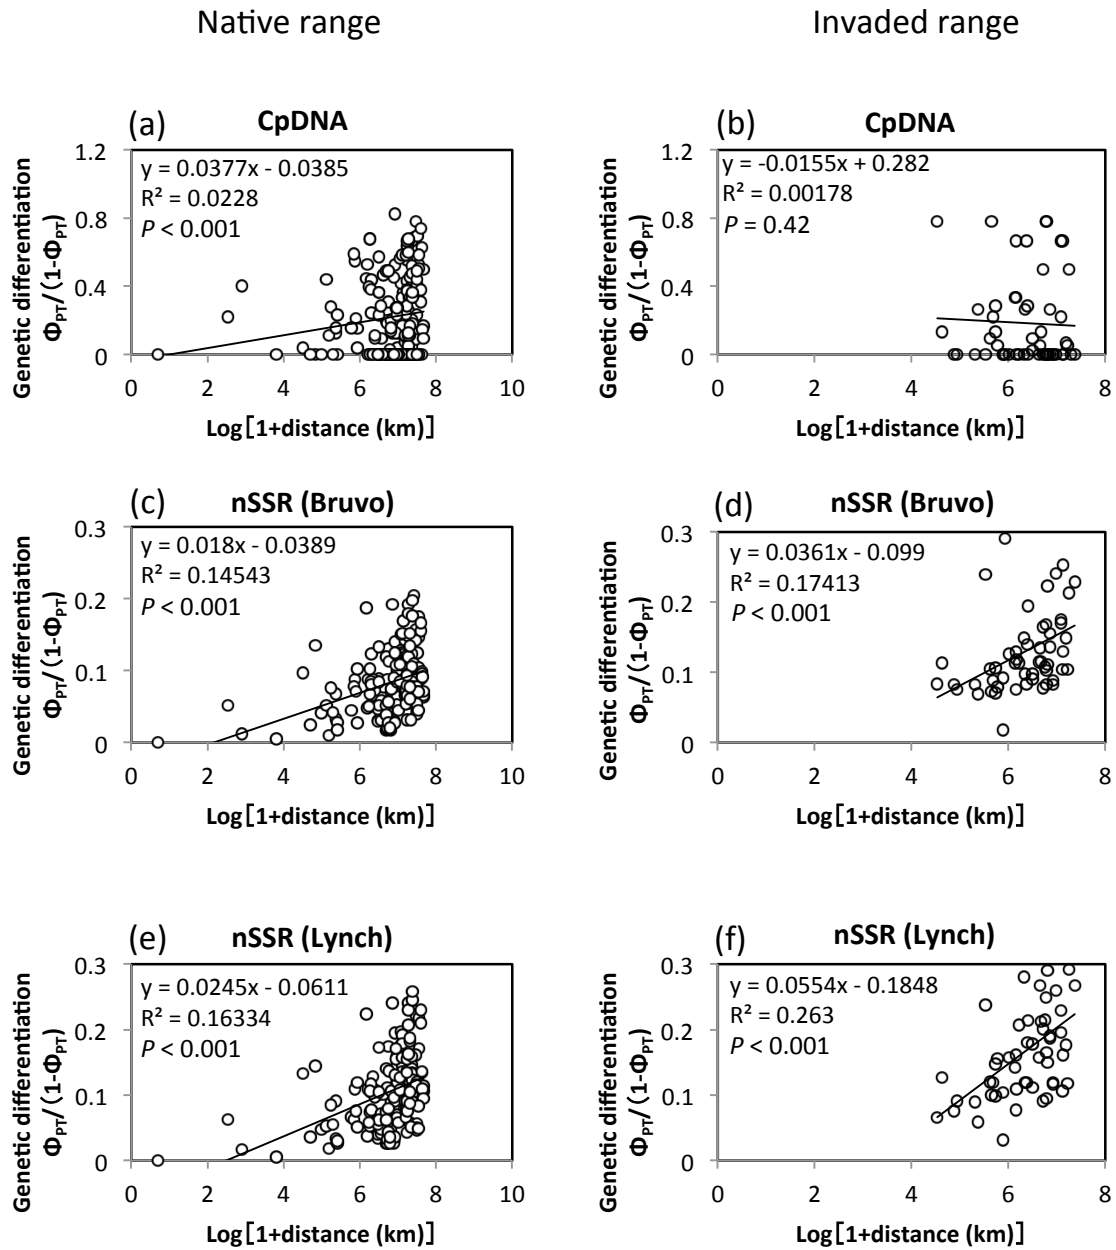 Native range
Invaded range
(a) CpDNA
y = 0.0377x - 0.0385
R² = 0.0228
P < 0.001
Genetic differentiation
ΦPT/(1-ΦPT)
1.2
0.8
0.4
0
0 2 4 6 8 10
Log[1+distance (km)]
(b) CpDNA
y = -0.0155x + 0.282
R² = 0.00178
P = 0.42
Genetic differentiation
ΦPT/(1-ΦPT)
1.2
0.8
0.4
0
0 2 4 6 8
Log[1+distance (km)]
(c) nSSR (Bruvo)
y = 0.018x - 0.0389
R² = 0.14543
P < 0.001
Genetic differentiation
ΦPT/(1-ΦPT)
0.3
0.2
0.1
0
0 2 4 6 8 10
Log[1+distance (km)]
(d) nSSR (Bruvo)
y = 0.0361x - 0.099
R² = 0.17413
P < 0.001
Genetic differentiation
ΦPT/(1-ΦPT)
0.3
0.2
0.1
0
0 2 4 6 8
Log[1+distance (km)]
(e) nSSR (Lynch)
y = 0.0245x - 0.0611
R² = 0.16334
P < 0.001
Genetic differentiation
ΦPT/(1-ΦPT)
0.3
0.2
0.1
0
0 2 4 6 8 10
Log[1+distance (km)]
(f) nSSR (Lynch)
y = 0.0554x - 0.1848
R² = 0.263
P < 0.001
Genetic differentiation
ΦPT/(1-ΦPT)
0.3
0.2
0.1
0
0 2 4 6 8
Log[1+distance (km)]